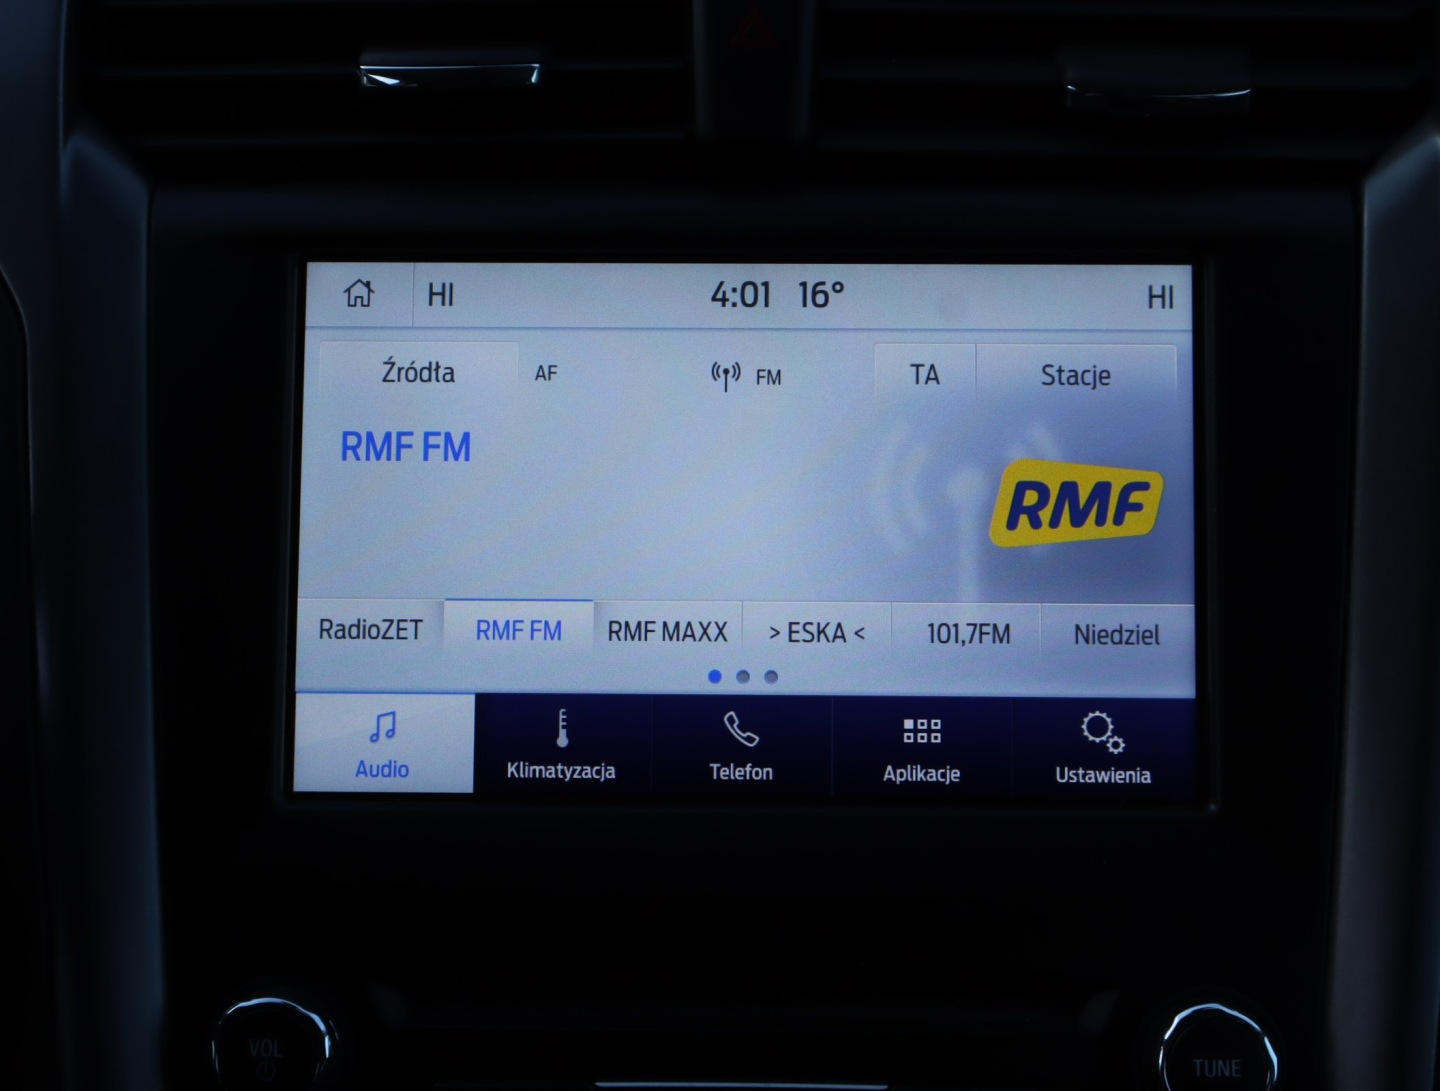 HI 4:01 16° HI
Źródła AF FM TA Stacje
RMF FM
RMF
RadioZET RMF FM RMF MAXX > ESKA < 101,7FM Niedziel
Audio Klimatyzacja Telefon Aplikacje Ustawienia
VOL TUNE